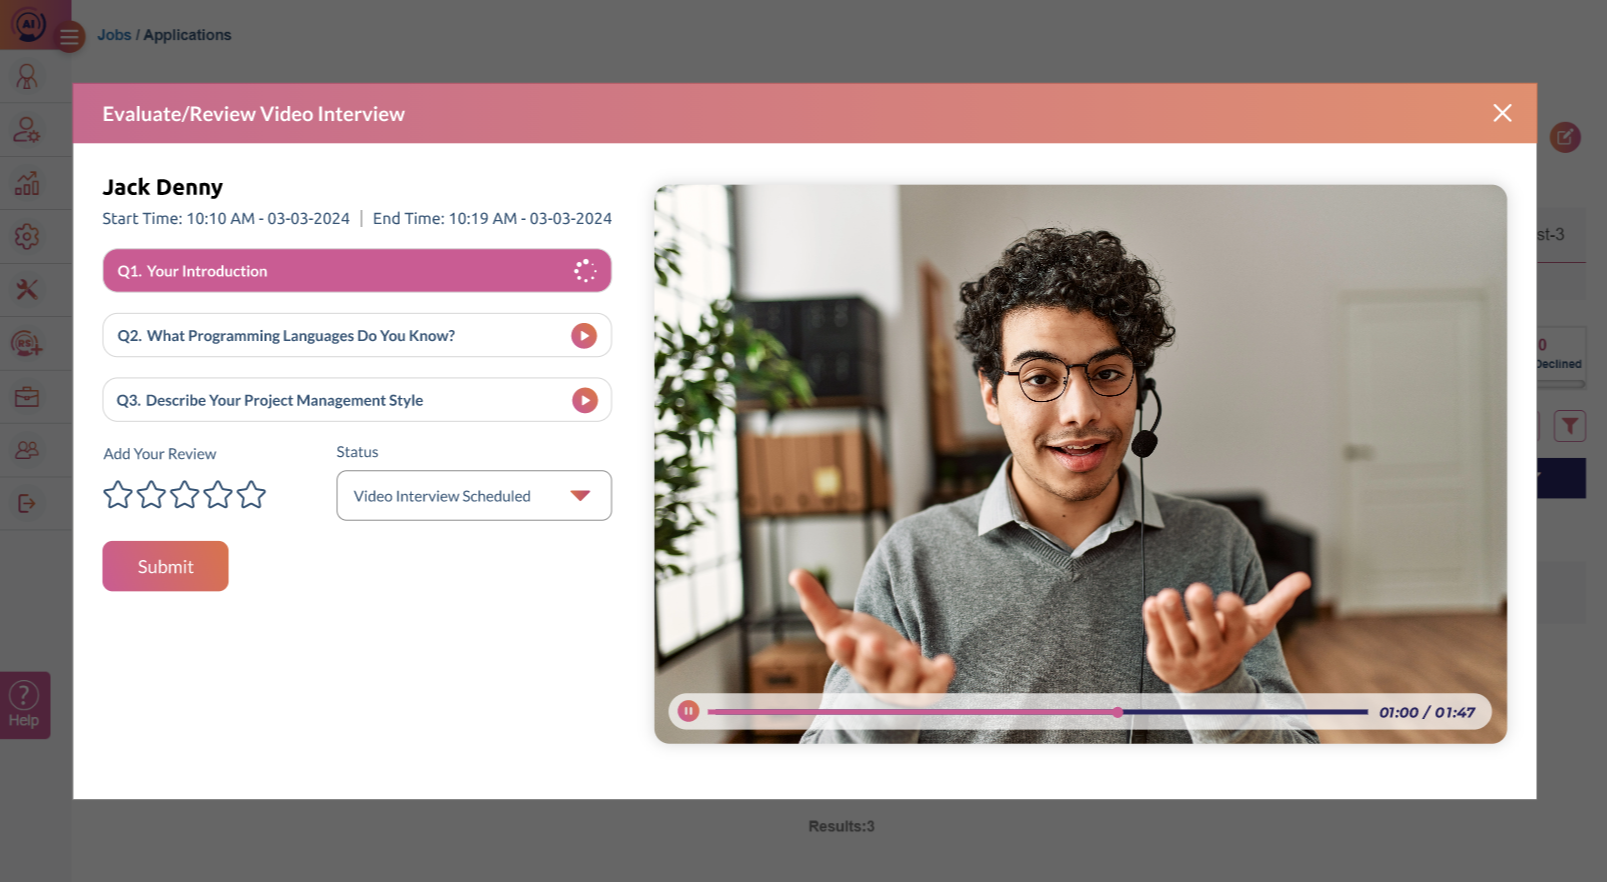 AI
Jobs / Applications
Evaluate/Review Video Interview
Jack Denny
Start Time: 10:10 AM - 03-03-2024 | End Time: 10:19 AM - 03-03-2024
Q1. Your Introduction
Q2. What Programming Languages Do You Know?
Q3. Describe Your Project Management Style
Add Your Review
Status
Video Interview Scheduled
Submit
01:00 / 01:47
st-3
0
Declined
RS
Help
Results:3